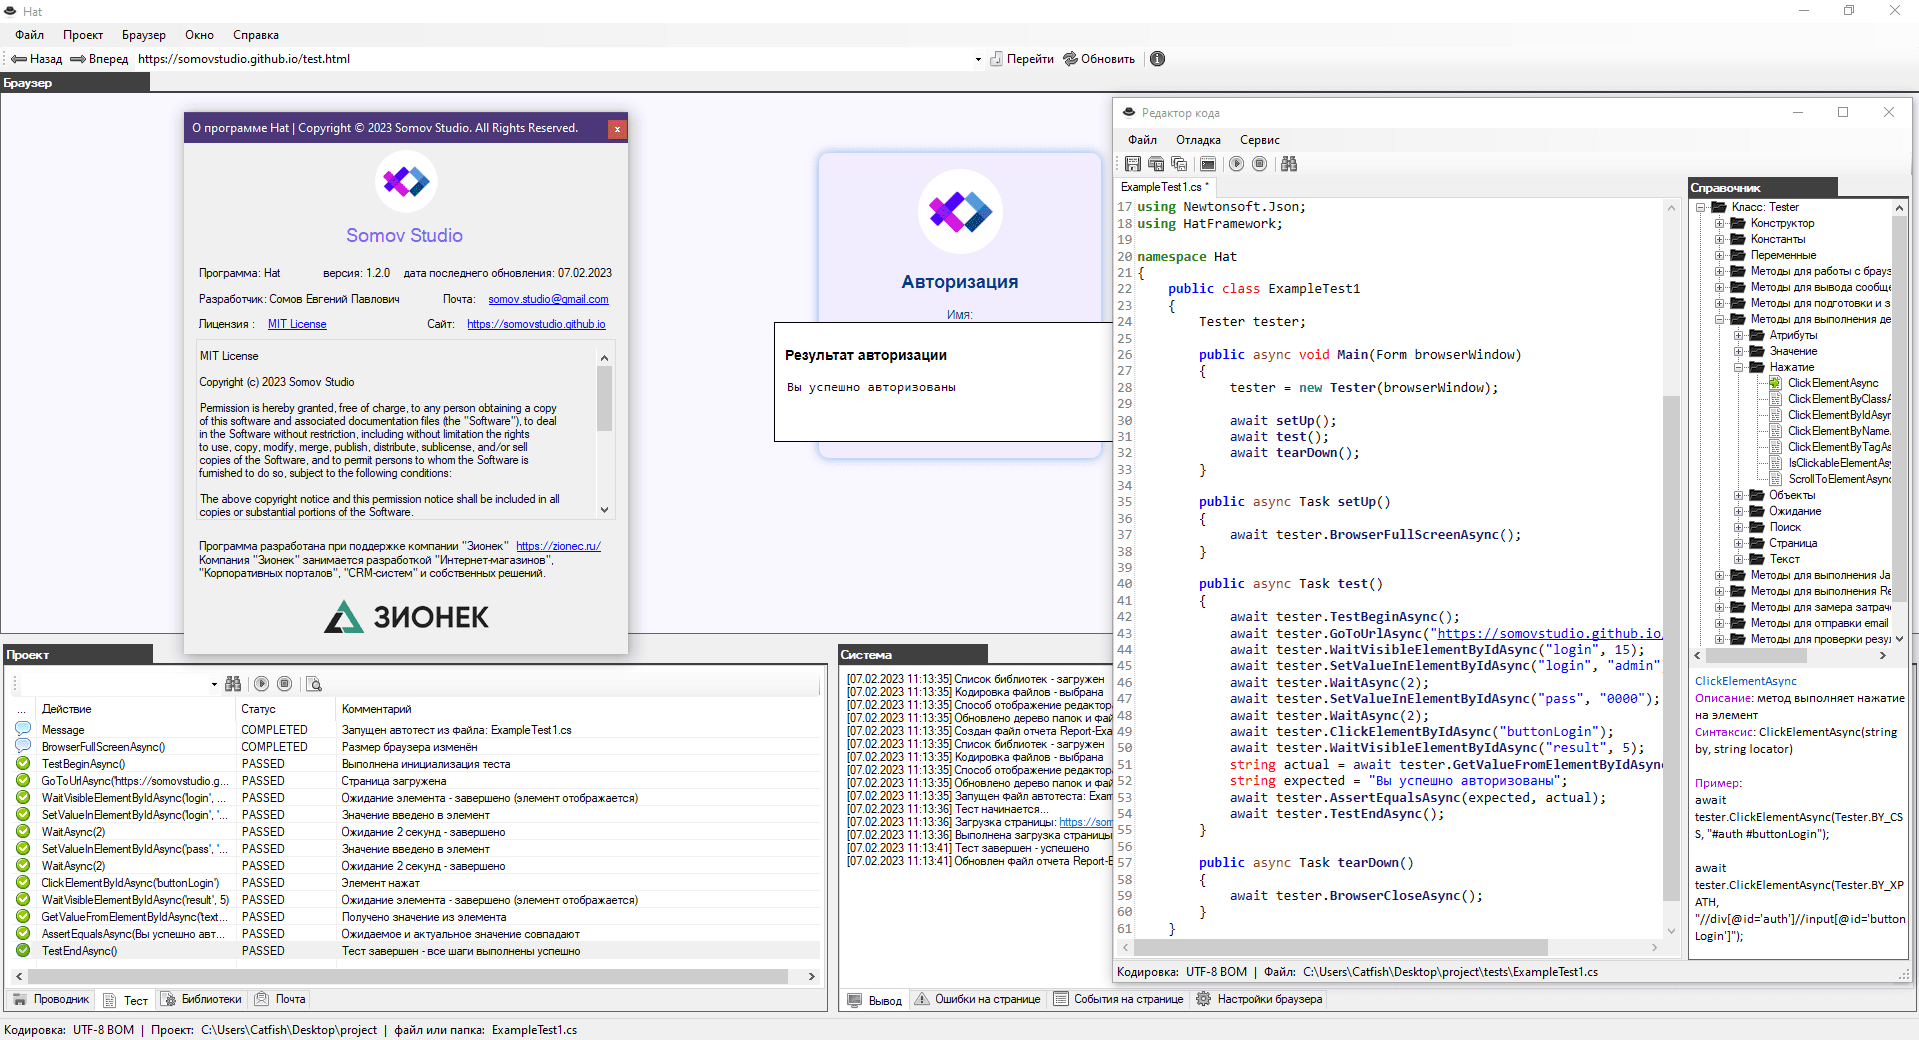 Hat
Файл Проект Браузер Окно Справка
Назад Вперед https://somovstudio.github.io/test.html Перейти Обновить
Браузер
О программе Hat | Copyright © 2023 Somov Studio. All Rights Reserved.
x
Somov Studio
Программа: Hat версия: 1.2.0 дата последнего обновления: 07.02.2023
Разработчик: Сомов Евгений Павлович Почта: somov.studio@gmail.com
Лицензия : MIT License Сайт: https://somovstudio.github.io
MIT License
Copyright (c) 2023 Somov Studio
Permission is hereby granted, free of charge, to any person obtaining a copy
of this software and associated documentation files (the "Software"), to deal
in the Software without restriction, including without limitation the rights
to use, copy, modify, merge, publish, distribute, sublicense, and/or sell
copies of the Software, and to permit persons to whom the Software is
furnished to do so, subject to the following conditions:
The above copyright notice and this permission notice shall be included in all
copies or substantial portions of the Software.
Программа разработана при поддержке компании "Зионек" https://zionec.ru/
Компания "Зионек" занимается разработкой "Интернет-магазинов",
"Корпоративных порталов", "CRM-систем" и собственных решений.
ЗИОНЕК
Авторизация
Имя:
Результат авторизации
Вы успешно авторизованы
Редактор кода
Файл Отладка Сервис
ExampleTest1.cs *
17 using Newtonsoft.Json;
18 using HatFramework;
19
20 namespace Hat
21 {
22 public class ExampleTest1
23 {
24 Tester tester;
25
26 public async void Main(Form browserWindow)
27 {
28 tester = new Tester(browserWindow);
29
30 await setUp();
31 await test();
32 await tearDown();
33 }
34
35 public async Task setUp()
36 {
37 await tester.BrowserFullScreenAsync();
38 }
39
40 public async Task test()
41 {
42 await tester.TestBeginAsync();
43 await tester.GoToUrlAsync("https://somovstudio.github.io/
44 await tester.WaitVisibleElementByIdAsync("login", 15);
45 await tester.SetValueInElementByIdAsync("login", "admin"
46 await tester.WaitAsync(2);
47 await tester.SetValueInElementByIdAsync("pass", "0000");
48 await tester.WaitAsync(2);
49 await tester.ClickElementByIdAsync("buttonLogin");
50 await tester.WaitVisibleElementByIdAsync("result", 5);
51 string actual = await tester.GetValueFromElementByIdAsync
52 string expected = "Вы успешно авторизованы";
53 await tester.AssertEqualsAsync(expected, actual);
54 await tester.TestEndAsync();
55 }
56
57 public async Task tearDown()
58 {
59 await tester.BrowserCloseAsync();
60 }
61 }
Кодировка: UTF-8 BOM | Файл: C:\Users\Catfish\Desktop\project\tests\ExampleTest1.cs
Справочник
Класс: Tester
Конструктор
Константы
Переменные
Методы для работы с брауз
Методы для вывода сообще
Методы для подготовки и з
Методы для выполнения де
Атрибуты
Значение
Нажатие
ClickElementAsync
ClickElementByClassA
ClickElementByIdAsyn
ClickElementByNameA
ClickElementByTagAs
IsClickableElementAsy
ScrollToElementAsync
Объекты
Ожидание
Поиск
Страница
Текст
Методы для выполнения Ja
Методы для выполнения Re
Методы для замера затрач
Методы для отправки email
Методы для проверки резул
ClickElementAsync
Описание: метод выполняет нажатие
на элемент
Синтаксис: ClickElementAsync(string
by, string locator)
Пример:
await
tester.ClickElementAsync(Tester.BY_CS
S, "#auth #buttonLogin");
await
tester.ClickElementAsync(Tester.BY_XP
ATH,
"//div[@id='auth']//input[@id='button
Login']");
Проект
... Действие Статус Комментарий
Message COMPLETED Запущен автотест из файла: ExampleTest1.cs
BrowserFullScreenAsync() COMPLETED Размер браузера изменён
TestBeginAsync() PASSED Выполнена инициализация теста
GoToUrlAsync('https://somovstudio.g... PASSED Страница загружена
WaitVisibleElementByIdAsync('login', ... PASSED Ожидание элемента - завершено (элемент отображается)
SetValueInElementByIdAsync('login', '... PASSED Значение введено в элемент
WaitAsync(2) PASSED Ожидание 2 секунд - завершено
SetValueInElementByIdAsync('pass', '... PASSED Значение введено в элемент
WaitAsync(2) PASSED Ожидание 2 секунд - завершено
ClickElementByIdAsync('buttonLogin') PASSED Элемент нажат
WaitVisibleElementByIdAsync('result', 5) PASSED Ожидание элемента - завершено (элемент отображается)
GetValueFromElementByIdAsync('text... PASSED Получено значение из элемента
AssertEqualsAsync(Вы успешно авт... PASSED Ожидаемое и актуальное значение совпадают
TestEndAsync() PASSED Тест завершен - все шаги выполнены успешно
Проводник Тест Библиотеки Почта
Система
[07.02.2023 11:13:35] Список библиотек - загружен
[07.02.2023 11:13:35] Кодировка файлов - выбрана
[07.02.2023 11:13:35] Способ отображение редактор
[07.02.2023 11:13:35] Обновлено дерево папок и фай
[07.02.2023 11:13:35] Создан файл отчета Report-Exa
[07.02.2023 11:13:35] Список библиотек - загружен
[07.02.2023 11:13:35] Кодировка файлов - выбрана
[07.02.2023 11:13:35] Способ отображение редактор
[07.02.2023 11:13:35] Обновлено дерево папок и фай
[07.02.2023 11:13:35] Запущен файл автотеста: Exam
[07.02.2023 11:13:36] Тест начинается...
[07.02.2023 11:13:36] Загрузка страницы: https://som
[07.02.2023 11:13:36] Выполнена загрузка страницы
[07.02.2023 11:13:41] Тест завершен - успешено
[07.02.2023 11:13:41] Обновлен файл отчета Report-E
Вывод Ошибки на странице События на странице Настройки браузера
Кодировка: UTF-8 BOM | Проект: C:\Users\Catfish\Desktop\project | файл или папка: ExampleTest1.cs